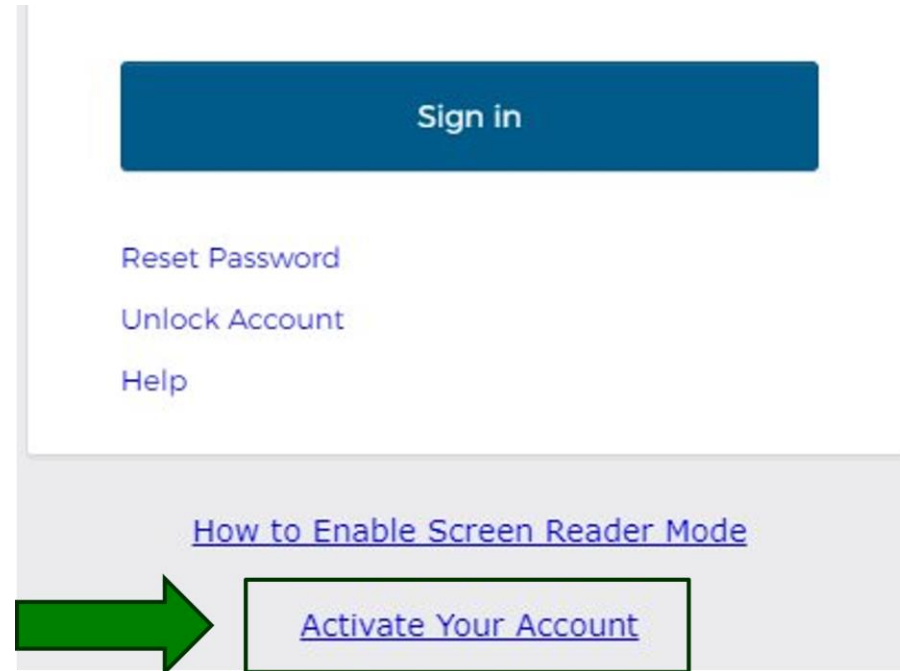 Sign in
Reset Password
Unlock Account
Help
How to Enable Screen Reader Mode
Activate Your Account